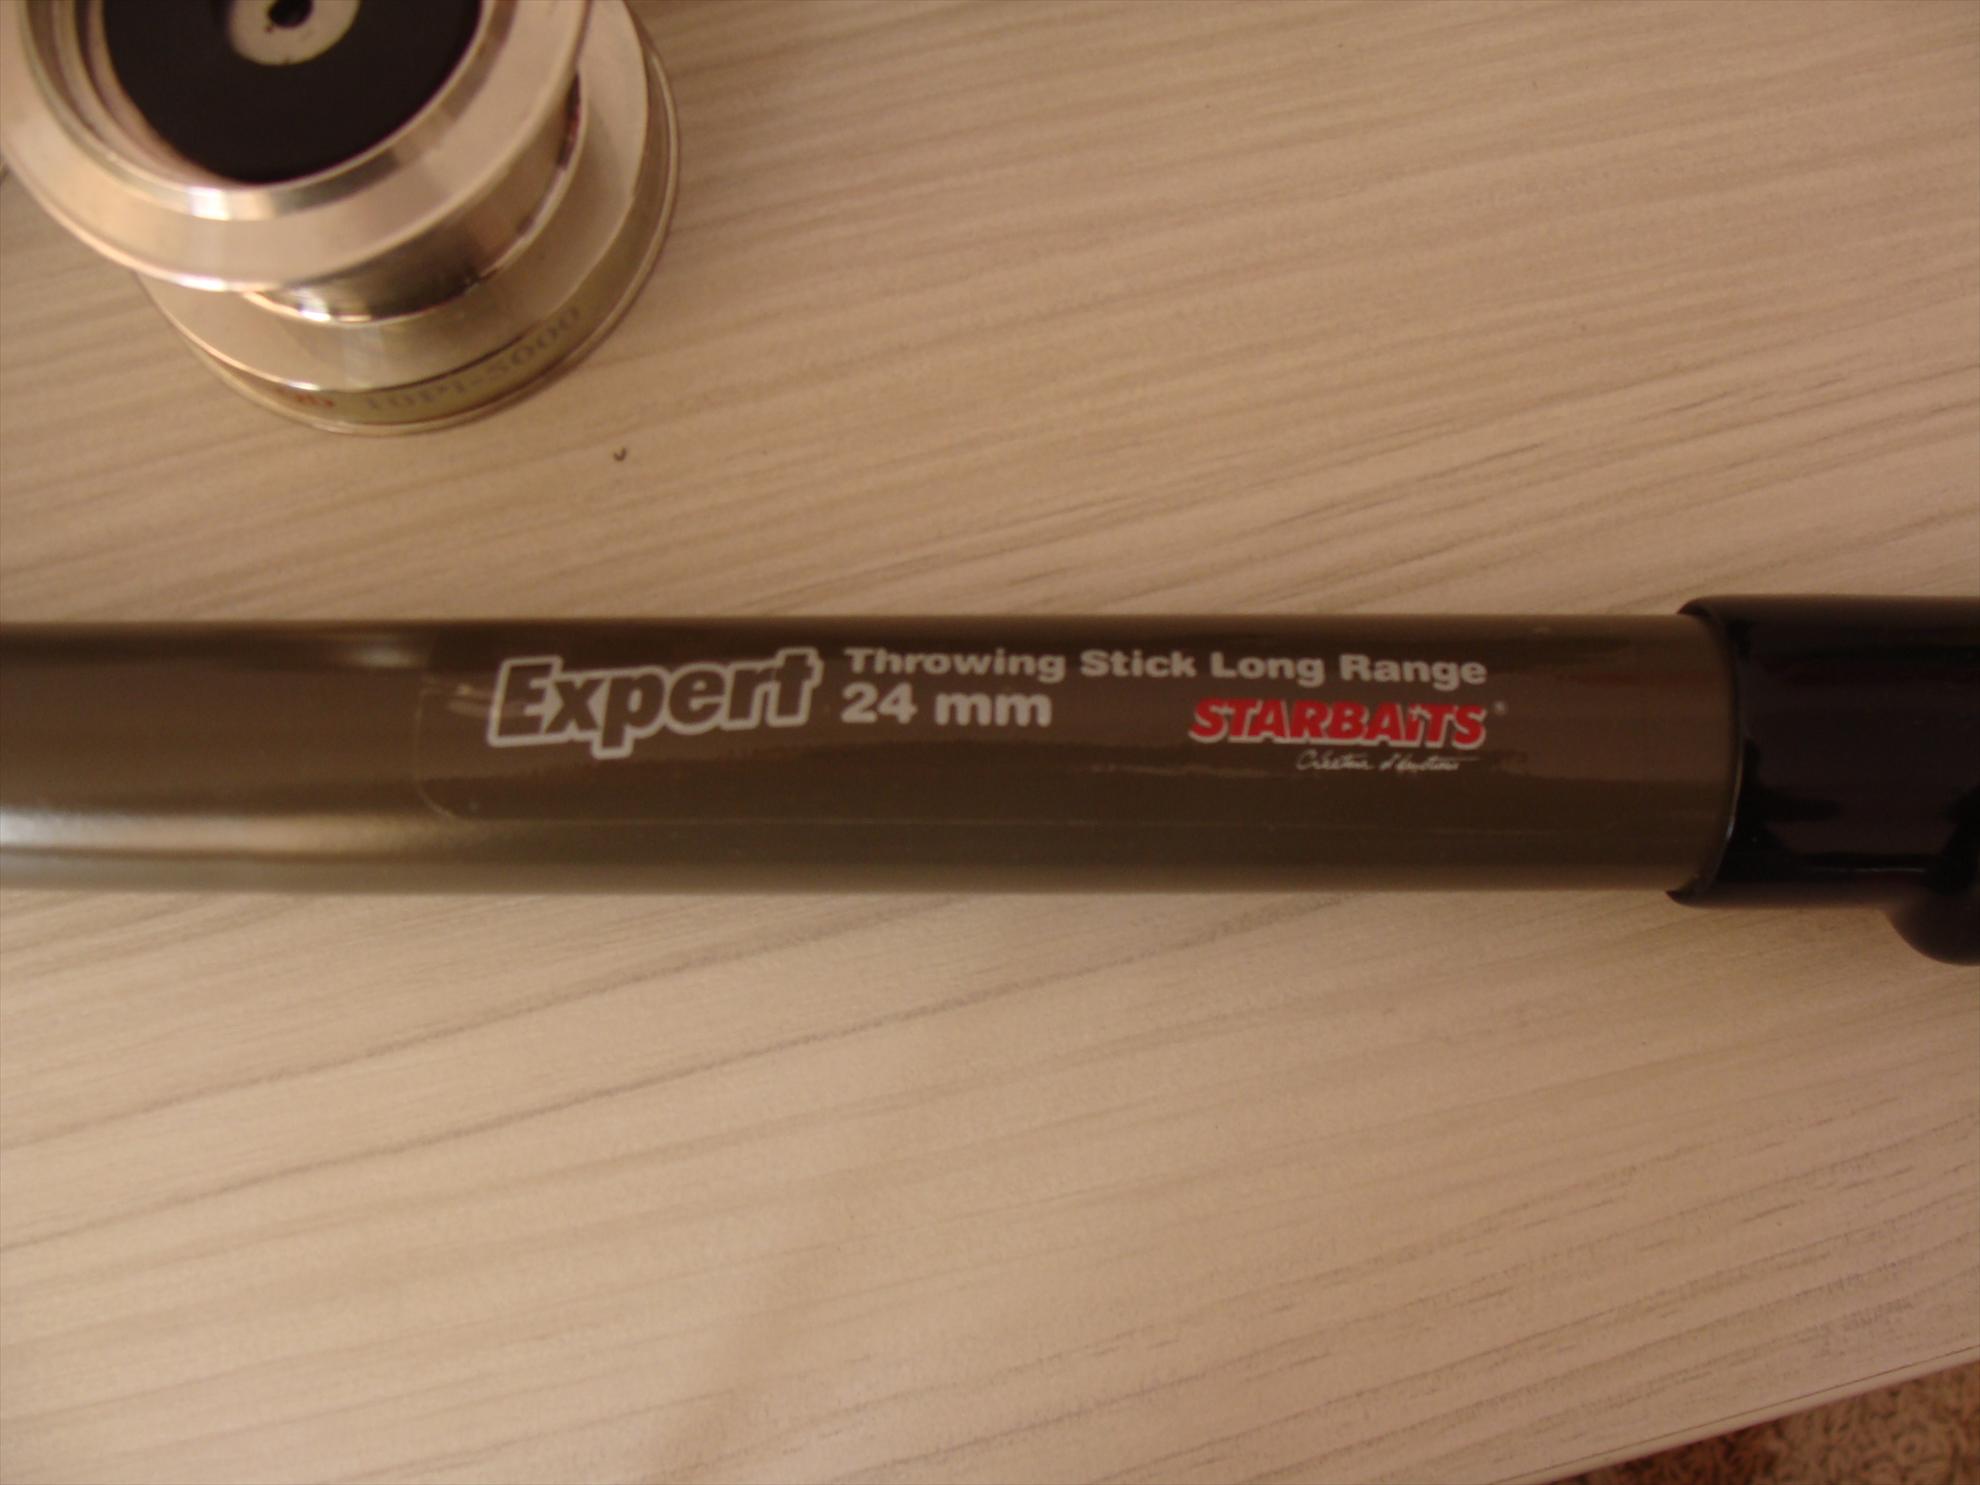 Expert Throwing Stick Long Range
24 mm
STARBAITS